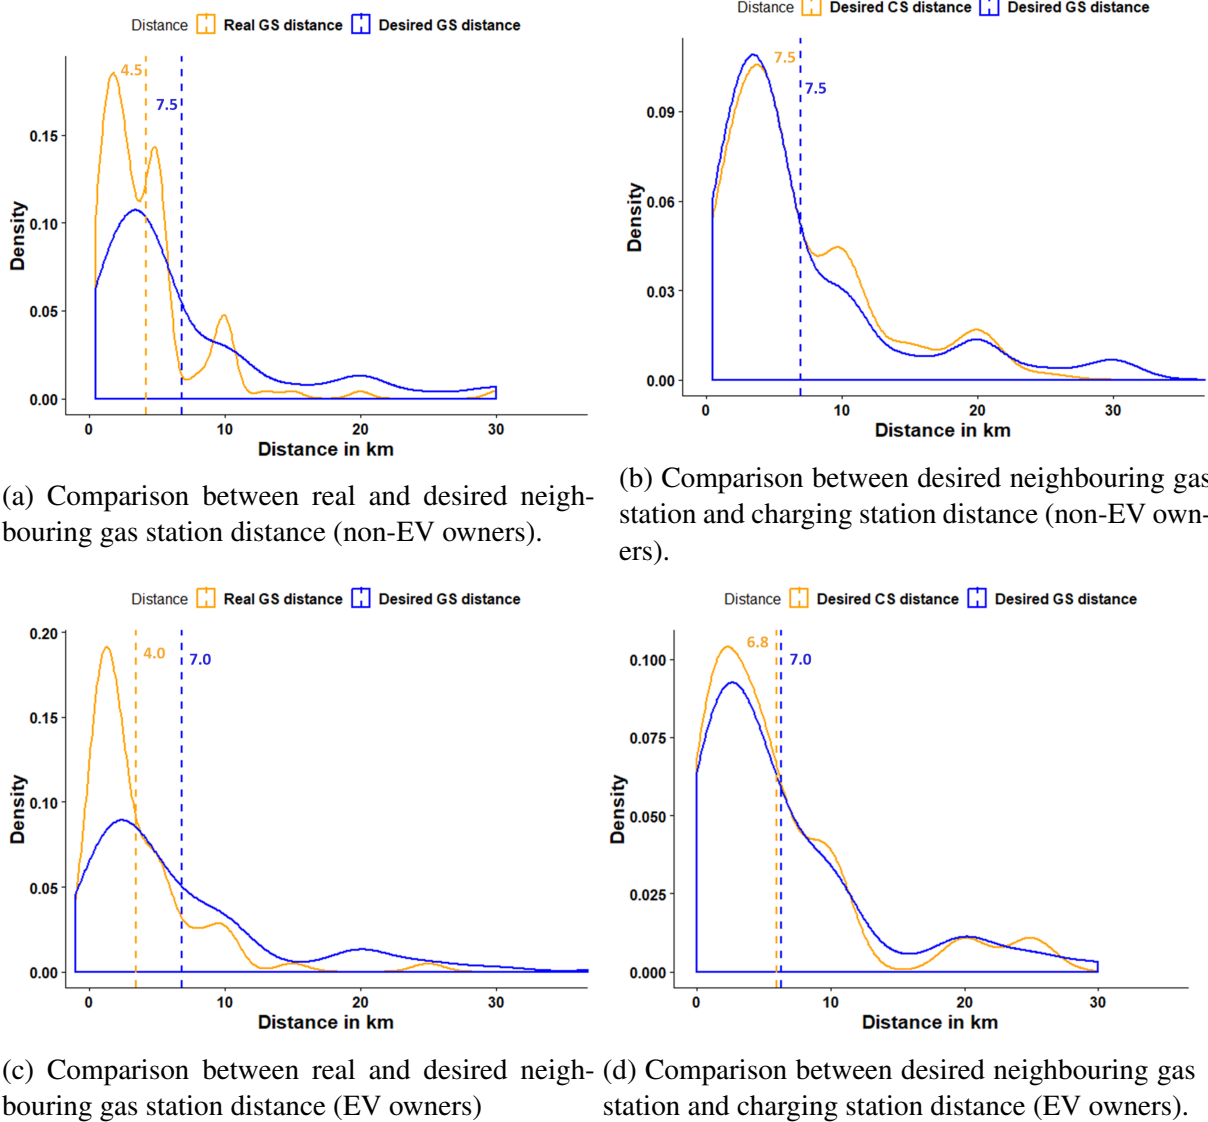 Distance Real GS distance Desired GS distance
4.5
7.5
0.15
0.10
0.05
0.00
Density
0 10 20 30
Distance in km
(a) Comparison between real and desired neigh-
bouring gas station distance (non-EV owners).
Distance Desired CS distance Desired GS distance
7.5
7.5
0.09
0.06
0.03
0.00
Density
0 10 20 30
Distance in km
(b) Comparison between desired neighbouring gas
station and charging station distance (non-EV own-
ers).
Distance Real GS distance Desired GS distance
4.0
7.0
0.20
0.15
0.10
0.05
0.00
Density
0 10 20 30
Distance in km
(c) Comparison between real and desired neigh-
bouring gas station distance (EV owners)
Distance Desired CS distance Desired GS distance
6.8
7.0
0.100
0.075
0.050
0.025
0.000
Density
0 10 20 30
Distance in km
(d) Comparison between desired neighbouring gas
station and charging station distance (EV owners).